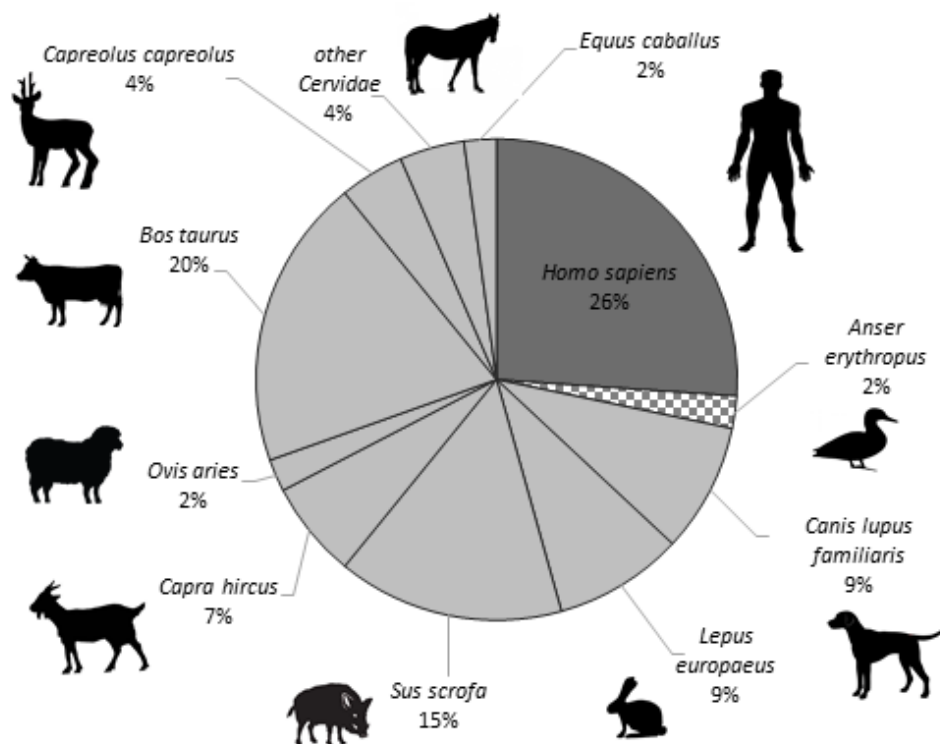 Capreolus capreolus
4%
other
Cervidae
4%
Equus caballus
2%
Homo sapiens
26%
Anser
erythropus
2%
Canis lupus
familiaris
9%
Lepus
europaeus
9%
Sus scrofa
15%
Capra hircus
7%
Ovis aries
2%
Bos taurus
20%